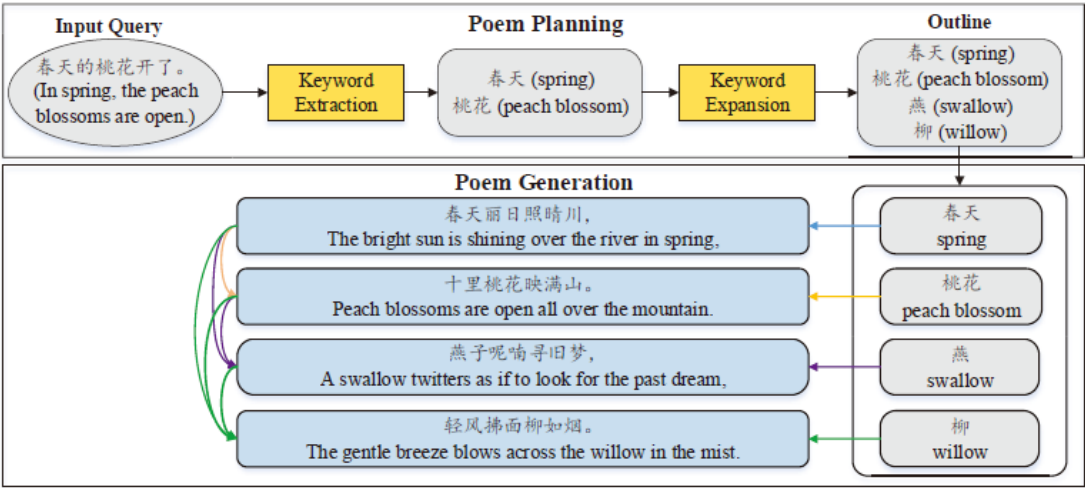 Poem Planning
Input Query
春天的桃花开了。
(In spring, the peach
blossoms are open.)
Keyword
Extraction
春天 (spring)
桃花 (peach blossom)
Keyword
Expansion
Outline
春天 (spring)
桃花 (peach blossom)
燕 (swallow)
柳 (willow)
Poem Generation
春天丽日照晴川，
The bright sun is shining over the river in spring,
春天
spring
十里桃花映满山。
Peach blossoms are open all over the mountain.
桃花
peach blossom
燕子呢喃寻旧梦，
A swallow twitters as if to look for the past dream,
燕
swallow
轻风拂面柳如烟。
The gentle breeze blows across the willow in the mist.
柳
willow